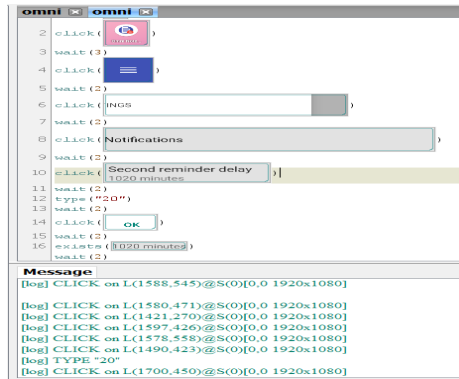 omni omni
2 click( )
3 wait(3)
4 click( )
5 wait(2)
6 click( INGS )
7 wait(2)
8 click( Notifications )
9 wait(2)
10 click( Second reminder delay )
1020 minutes
11 wait(2)
12 type("20")
13 wait(2)
14 click( OK )
15 wait(2)
16 exists( 1020 minutes )
wait(2)
Message
[log] CLICK on L(1588,545)@S(0)[0,0 1920x1080]
[log] CLICK on L(1580,471)@S(0)[0,0 1920x1080]
[log] CLICK on L(1421,270)@S(0)[0,0 1920x1080]
[log] CLICK on L(1597,426)@S(0)[0,0 1920x1080]
[log] CLICK on L(1578,558)@S(0)[0,0 1920x1080]
[log] CLICK on L(1490,423)@S(0)[0,0 1920x1080]
[log] TYPE "20"
[log] CLICK on L(1700,450)@S(0)[0,0 1920x1080]